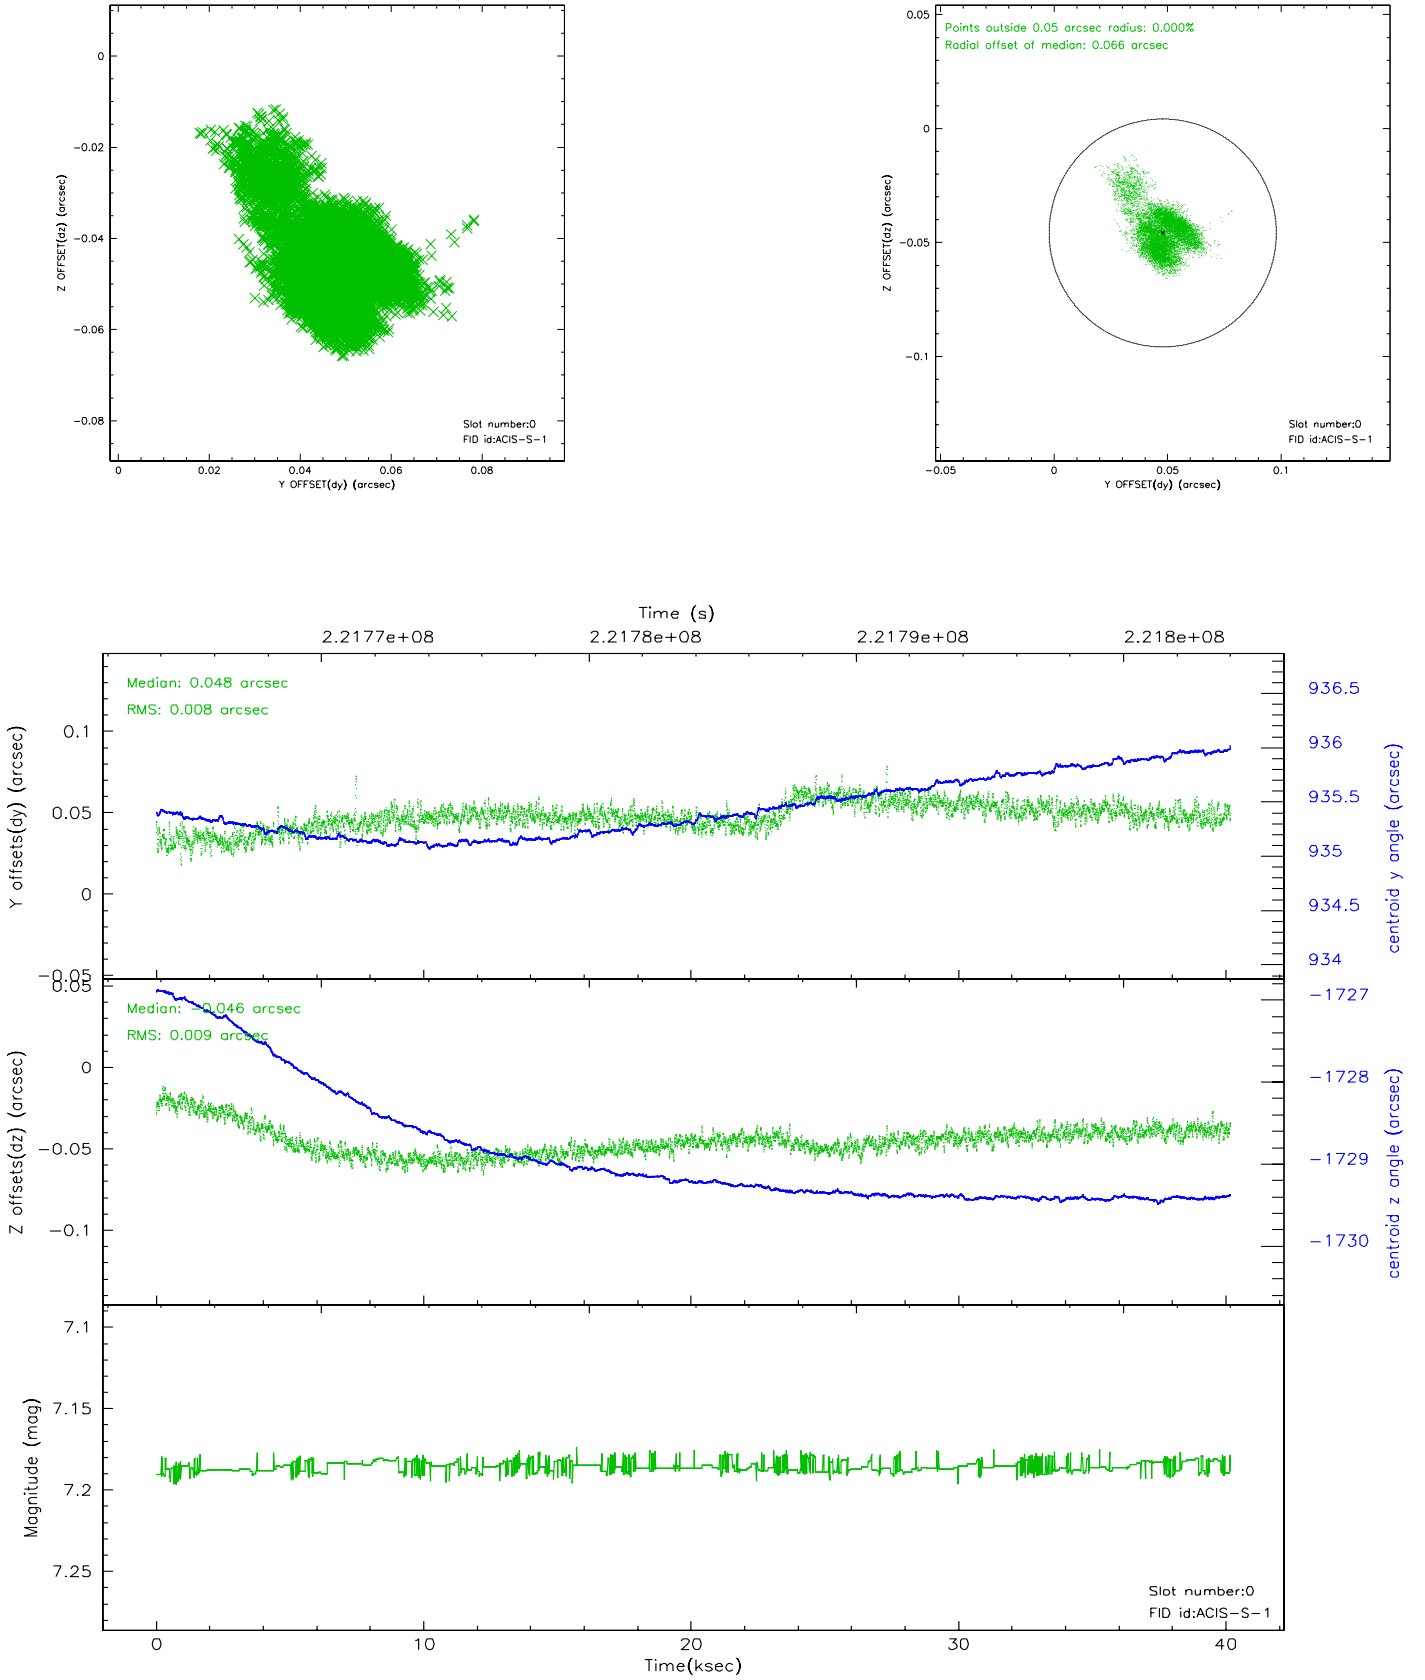 0
−0.02
−0.04
−0.06
−0.08
Z OFFSET(dz) (arcsec)
0
0.02
0.04
0.06
0.08
Y OFFSET(dy) (arcsec)
Slot number:0
FID id:ACIS−S−1
Points outside 0.05 arcsec radius: 0.000%
Radial offset of median: 0.066 arcsec
0.05
0
−0.05
−0.1
Z OFFSET(dz) (arcsec)
−0.05
0
0.05
0.1
Y OFFSET(dy) (arcsec)
Slot number:0
FID id:ACIS−S−1
Time (s)
2.2177e+08
2.2178e+08
2.2179e+08
2.218e+08
Median: 0.048 arcsec
RMS: 0.008 arcsec
0.1
0.05
0
−0.05
Y offsets(dy) (arcsec)
936.5
936
935.5
935
934.5
934
centroid y angle (arcsec)
Median: −0.046 arcsec
RMS: 0.009 arcsec
0.05
0
−0.05
−0.1
Z offsets(dz) (arcsec)
−1727
−1728
−1729
−1730
centroid z angle (arcsec)
7.1
7.15
7.2
7.25
Magnitude (mag)
Slot number:0
FID id:ACIS−S−1
0
10
20
30
40
Time(ksec)